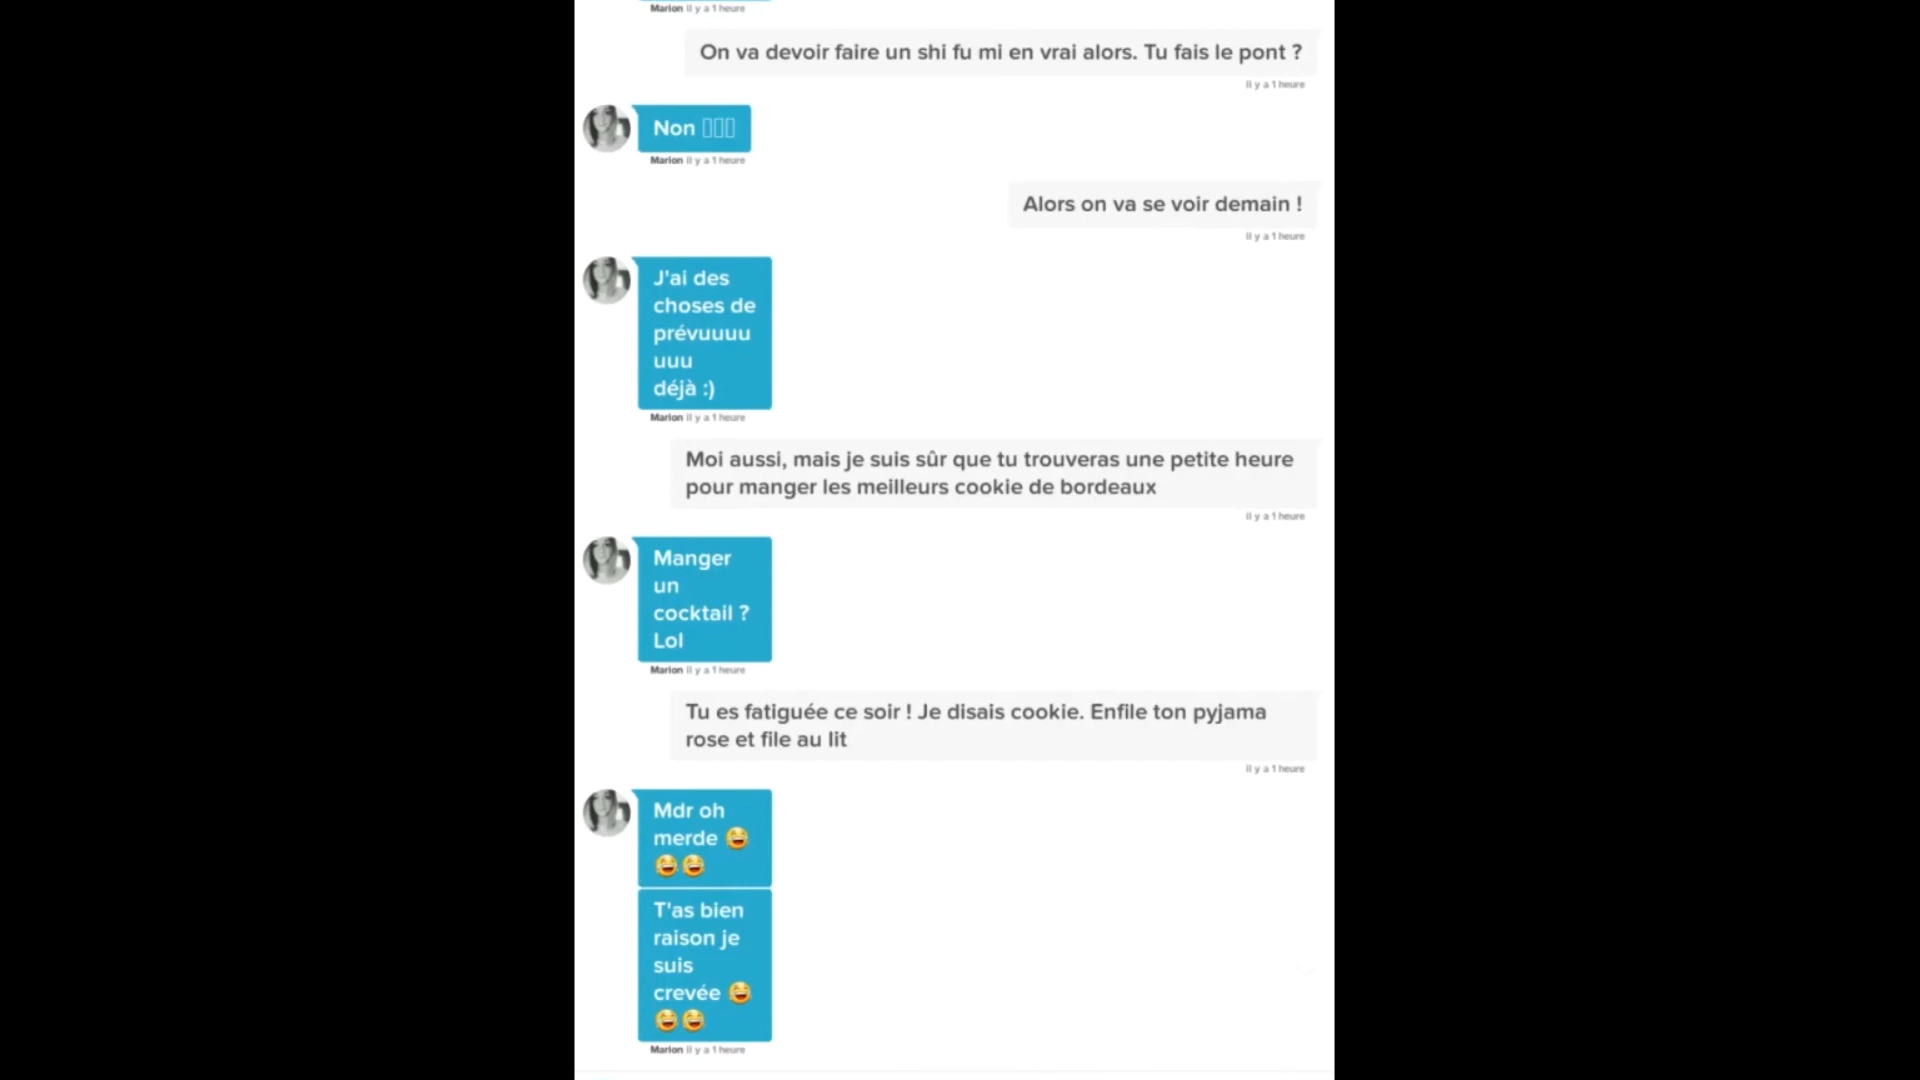 Marion Il y a 1 heure
On va devoir faire un shi fu mi en vrai alors. Tu fais le pont ?
Il y a 1 heure
Non
Marion Il y a 1 heure
Alors on va se voir demain !
Il y a 1 heure
J'ai des
choses de
prévuuuu
uuu
déjà :)
Marion Il y a 1 heure
Moi aussi, mais je suis sûr que tu trouveras une petite heure
pour manger les meilleurs cookie de bordeaux
Il y a 1 heure
Manger
un
cocktail ?
Lol
Marion Il y a 1 heure
Tu es fatiguée ce soir ! Je disais cookie. Enfile ton pyjama
rose et file au lit
Il y a 1 heure
Mdr oh
merde 😂
😂😂
T'as bien
raison je
suis
crevée 😂
😂😂
Marion Il y a 1 heure